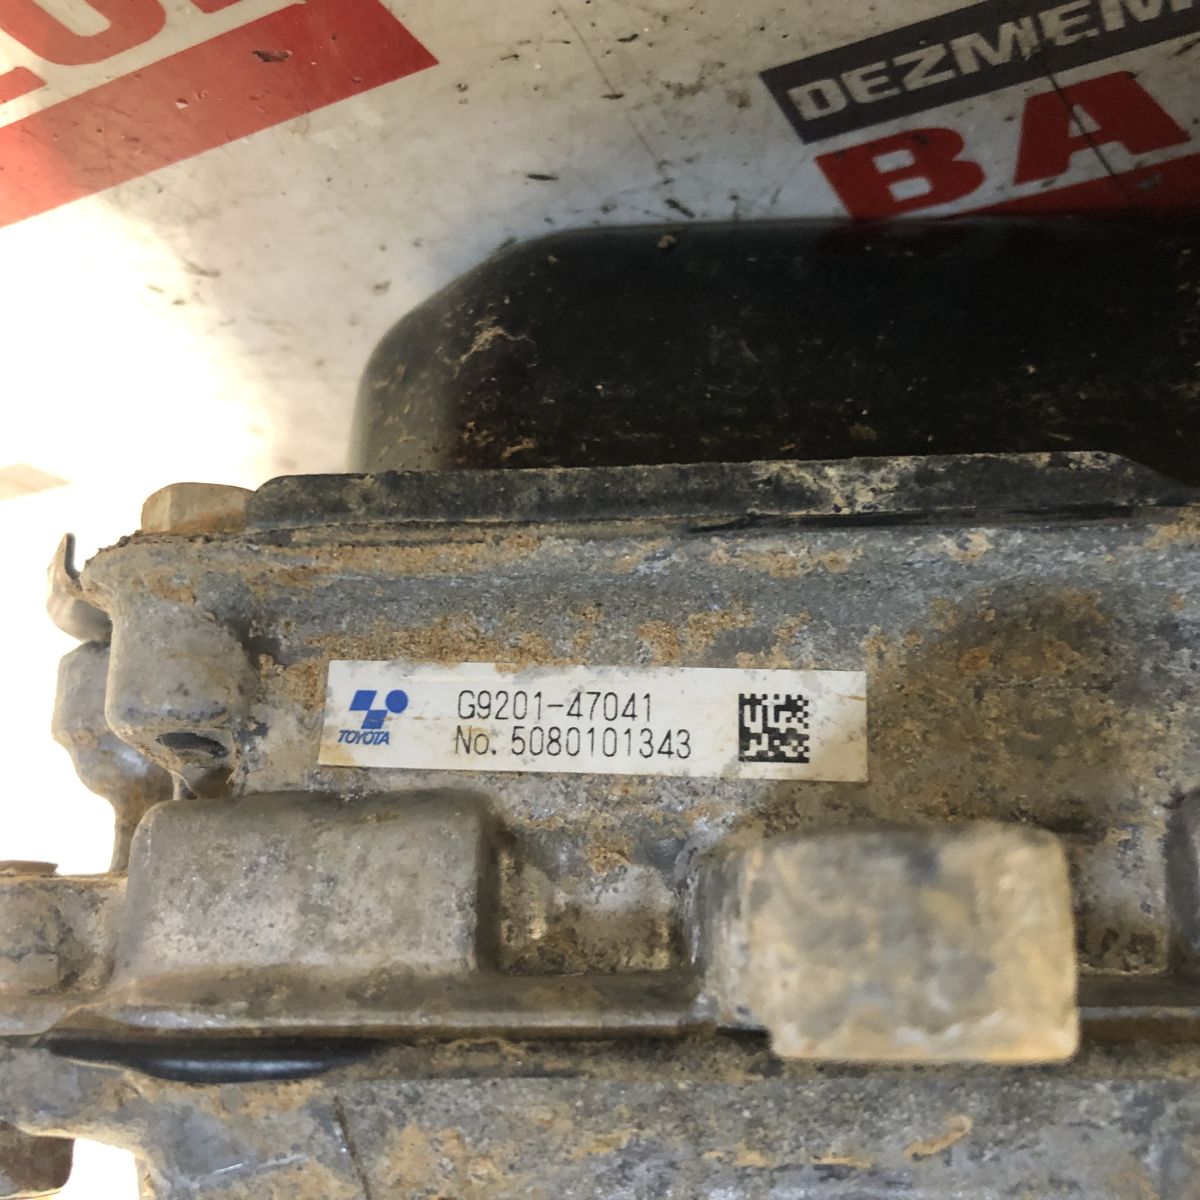 DEZMEM
BA
TOYOTA
G9201-47041
No. 5080101343